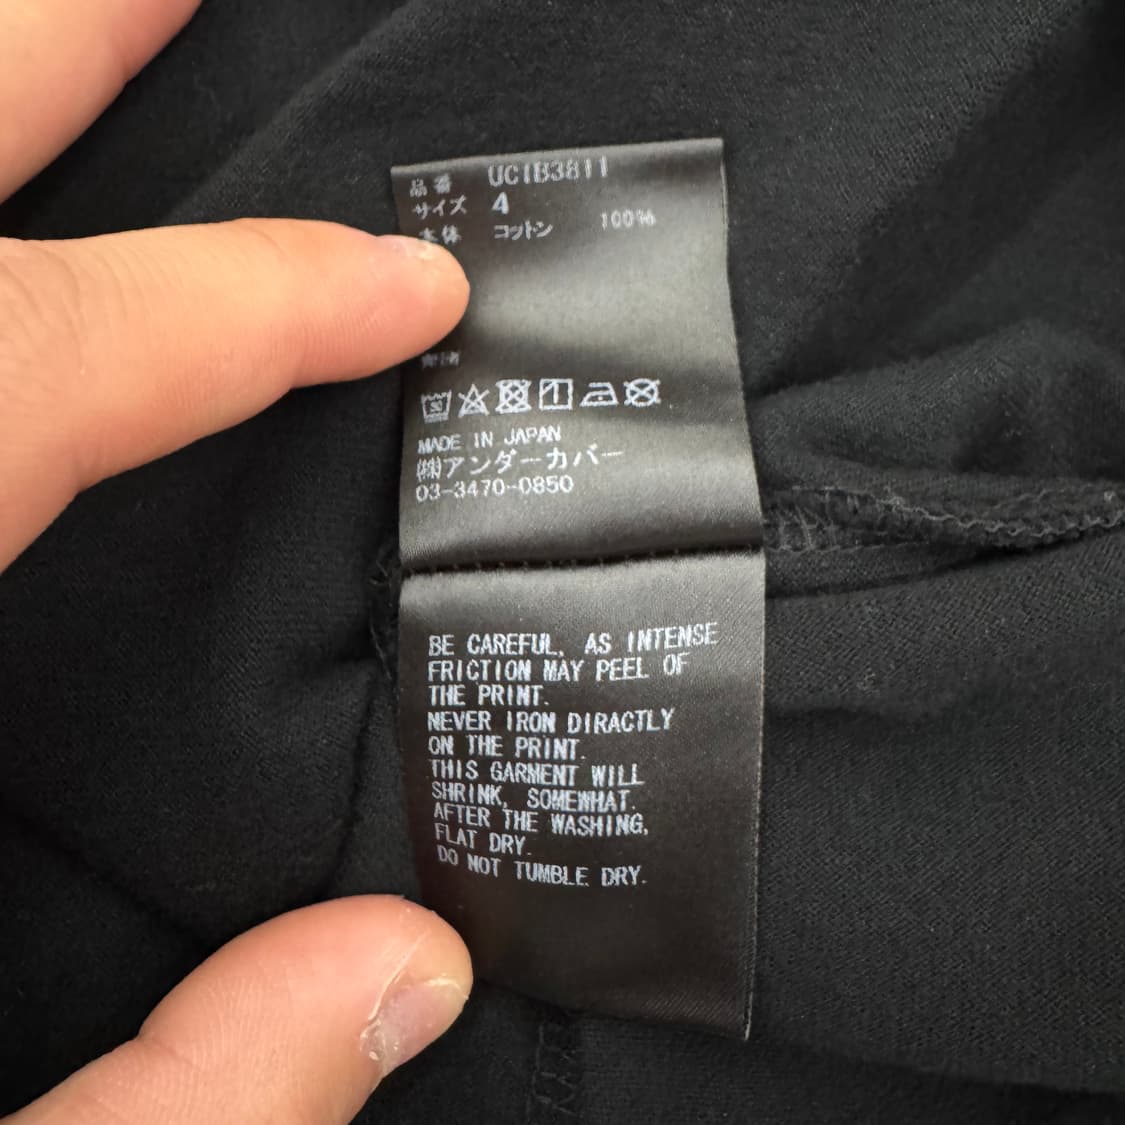 品番 UC1B3811
サイズ 4
本体 コットン 100%
MADE IN JAPAN
㈱アンダーカバー
03-3470-0850
BE CAREFUL, AS INTENSE
FRICTION MAY PEEL OF
THE PRINT.
NEVER IRON DIRACTLY
ON THE PRINT.
THIS GARMENT WILL
SHRINK, SOMEWHAT.
AFTER THE WASHING,
FLAT DRY.
DO NOT TUMBLE DRY.